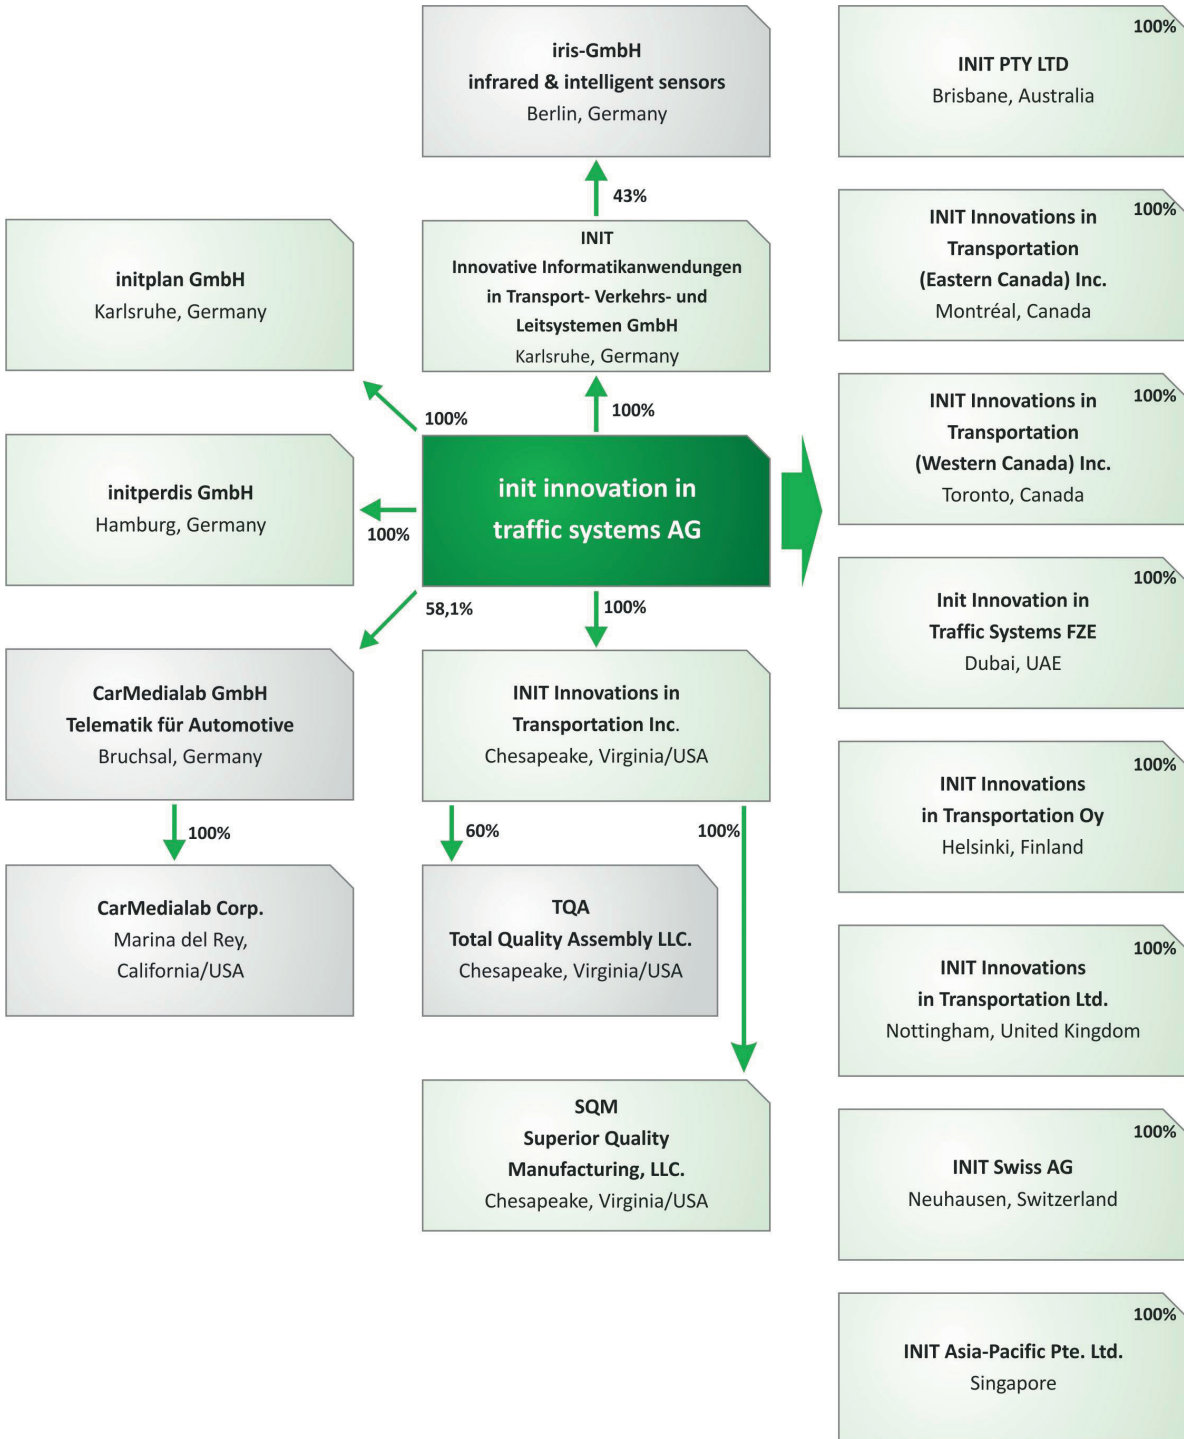 iris-GmbH
infrared & intelligent sensors
Berlin, Germany
43%
INIT
Innovative Informatikanwendungen
in Transport- Verkehrs- und
Leitsystemen GmbH
Karlsruhe, Germany
100%
initplan GmbH
Karlsruhe, Germany
100%
initperdis GmbH
Hamburg, Germany
100%
init innovation in
traffic systems AG
58,1%
100%
CarMedialab GmbH
Telematik für Automotive
Bruchsal, Germany
100%
CarMedialab Corp.
Marina del Rey,
California/USA
INIT Innovations in
Transportation Inc.
Chesapeake, Virginia/USA
60%
100%
TQA
Total Quality Assembly LLC.
Chesapeake, Virginia/USA
SQM
Superior Quality
Manufacturing, LLC.
Chesapeake, Virginia/USA
100%
INIT PTY LTD
Brisbane, Australia
100%
INIT Innovations in
Transportation
(Eastern Canada) Inc.
Montréal, Canada
100%
INIT Innovations in
Transportation
(Western Canada) Inc.
Toronto, Canada
100%
Init Innovation in
Traffic Systems FZE
Dubai, UAE
100%
INIT Innovations
in Transportation Oy
Helsinki, Finland
100%
INIT Innovations
in Transportation Ltd.
Nottingham, United Kingdom
100%
INIT Swiss AG
Neuhausen, Switzerland
100%
INIT Asia-Pacific Pte. Ltd.
Singapore